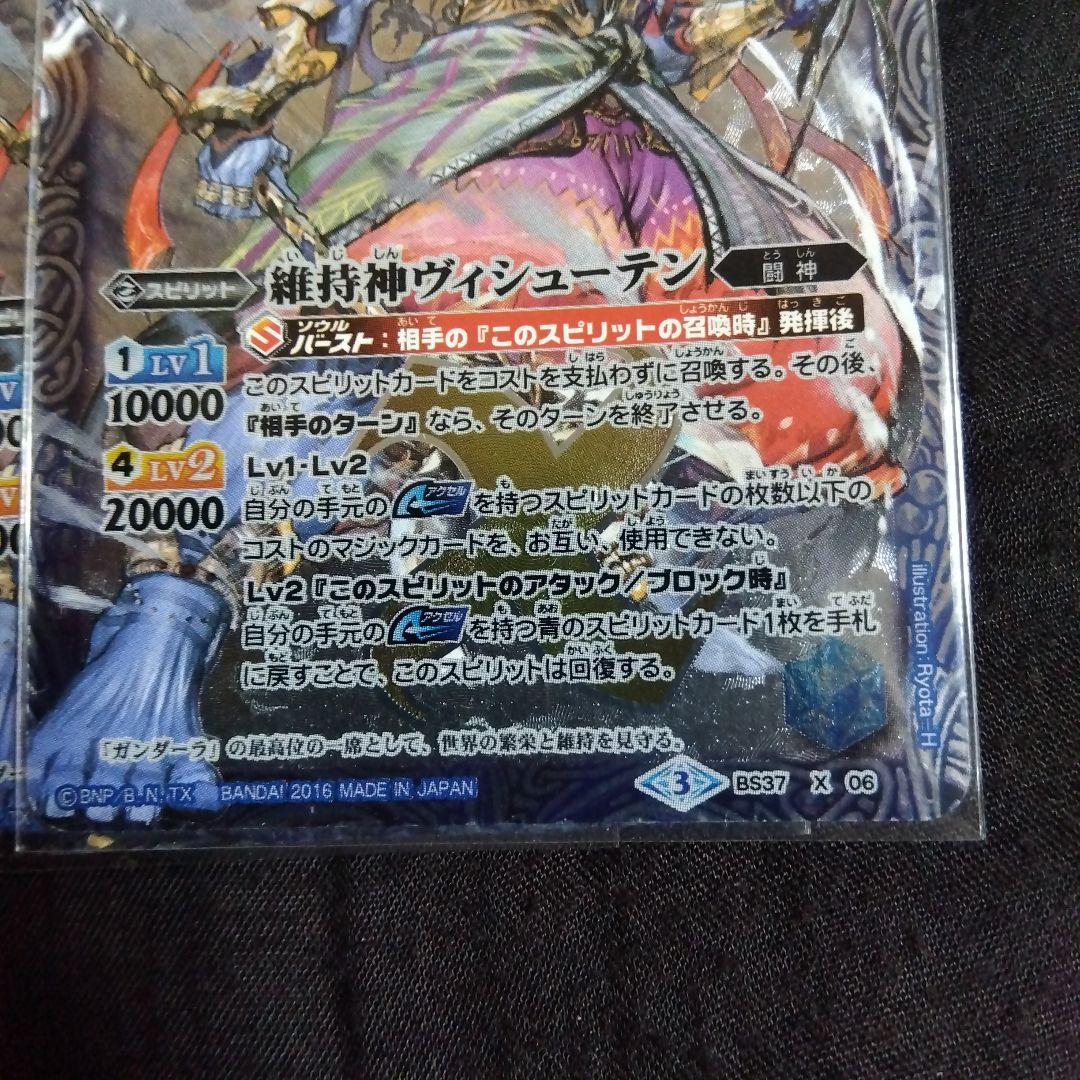 スピリット
維持神ヴィシューテン
闘神
ソウルバースト：相手の『このスピリットの召喚時』発揮後
1 LV1
10000
このスピリットカードをコストを支払わずに召喚する。その後、
『相手のターン』なら、そのターンを終了させる。
4 LV2
20000
Lv1・Lv2
自分の手元のアクセルを持つスピリットカードの枚数以下の
コストのマジックカードを、お互い、使用できない。
Lv2『このスピリットのアタック／ブロック時』
自分の手元のアクセルを持つ青のスピリットカード1枚を手札
に戻すことで、このスピリットは回復する。
「ガンダーラ」の最高位の一席として、世界の繁栄と維持を見守る。
illustration：Ryota-H
©BNP/B,N,TX BANDAI 2016 MADE IN JAPAN
3
BS37 X 06